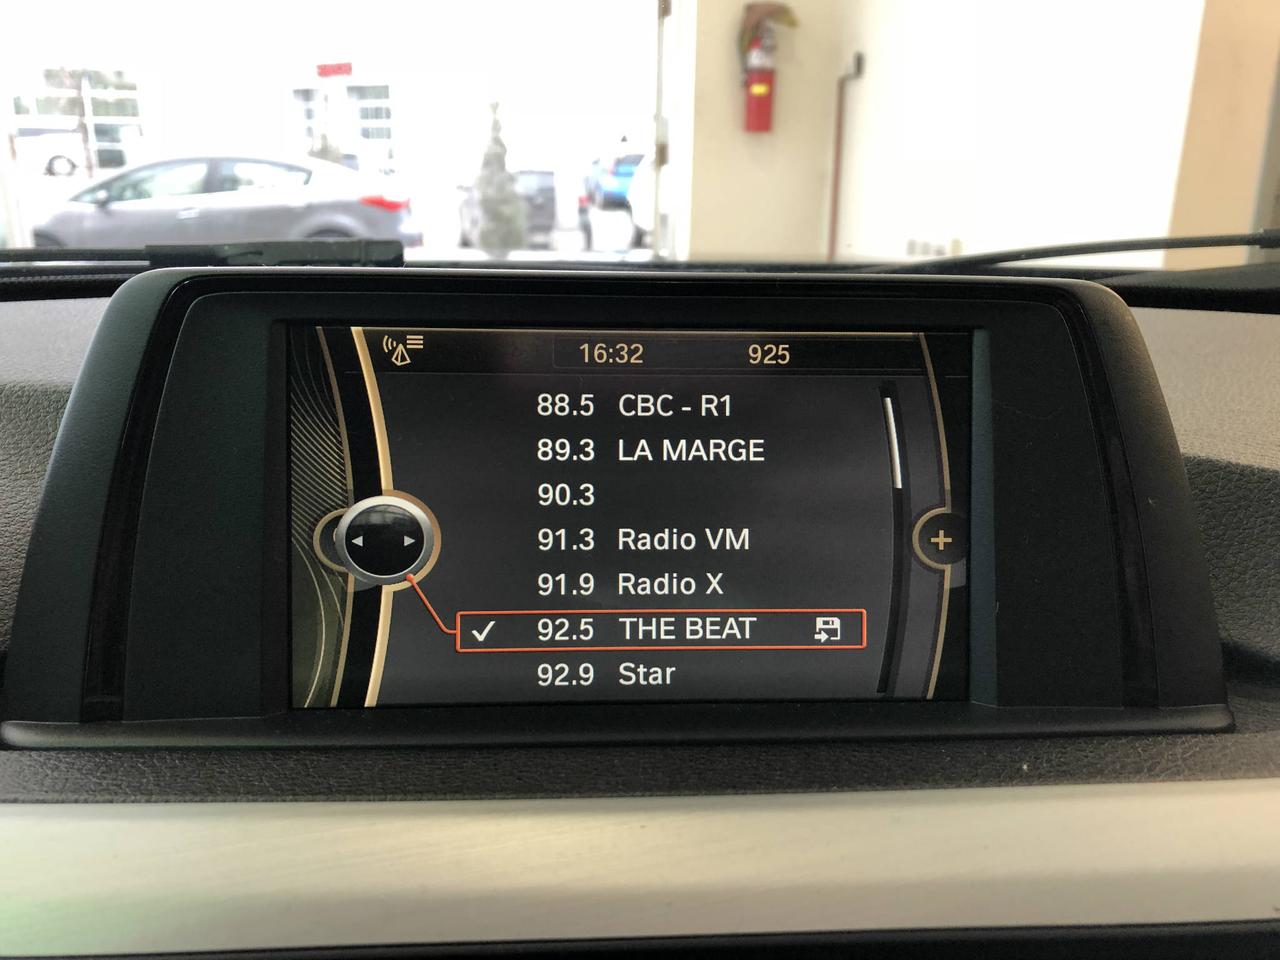 16:32 925
88.5 CBC - R1
89.3 LA MARGE
90.3
91.3 Radio VM
91.9 Radio X
92.5 THE BEAT
92.9 Star